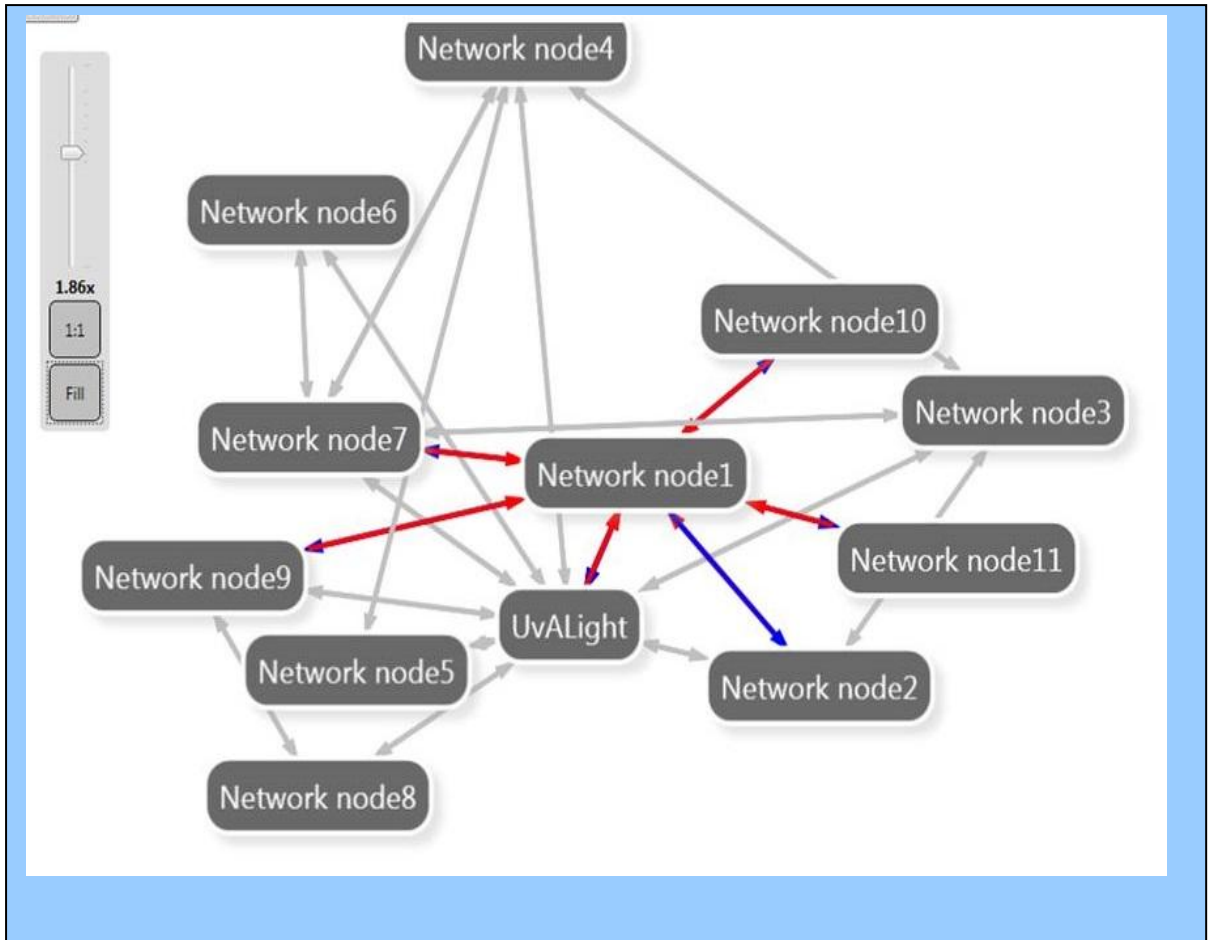 Network node4
Network node6
1.86x
Network node10
1:1
Fill
Network node3
Network node7
Network node1
Network node11
Network node9
UvALight
Network node5
Network node2
Network node8